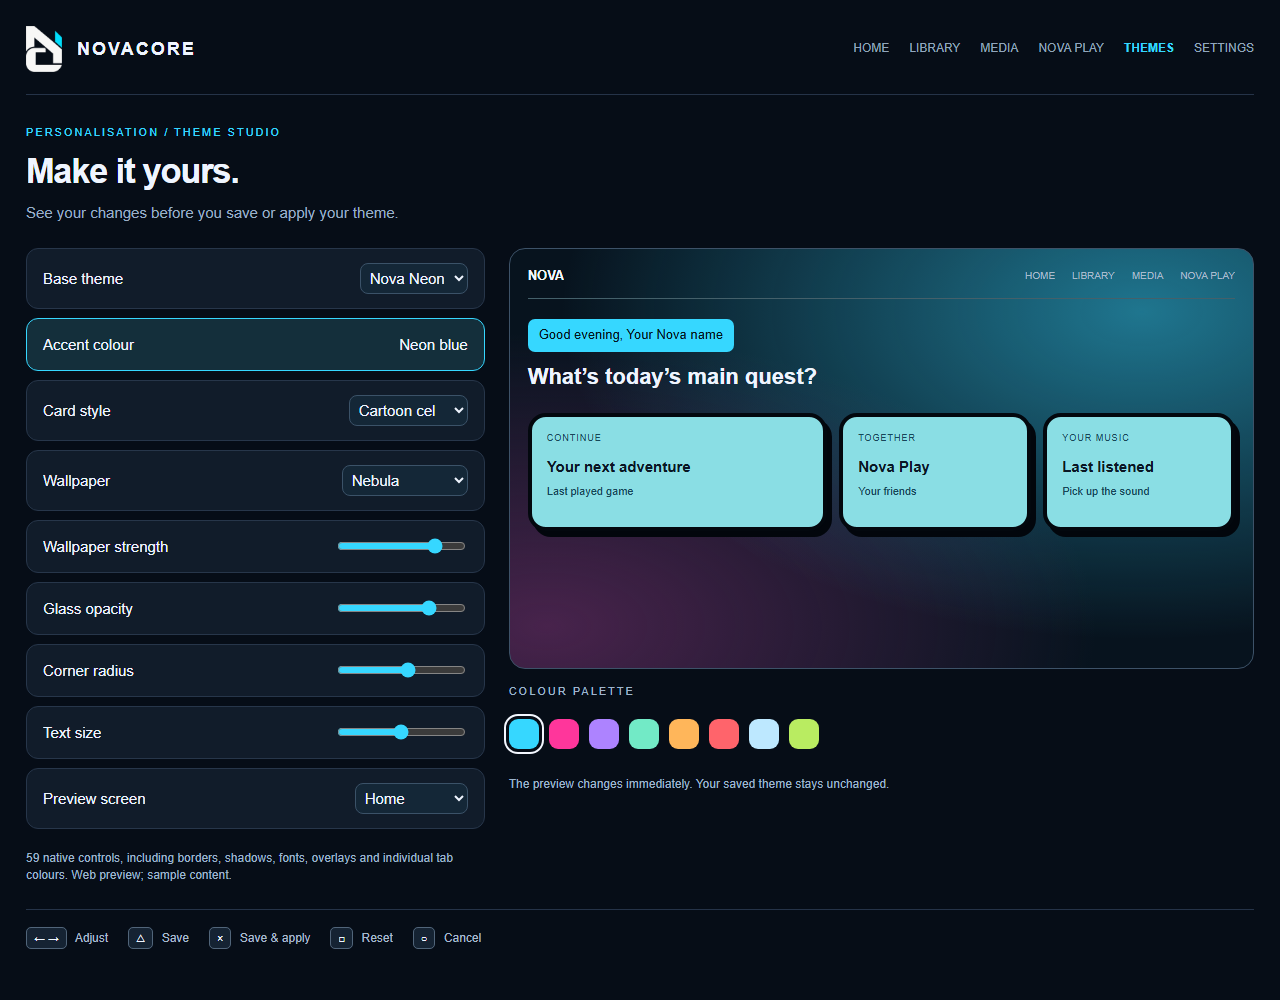 NOVACORE
HOME LIBRARY MEDIA NOVA PLAY THEMES SETTINGS
PERSONALISATION / THEME STUDIO
Make it yours.
See your changes before you save or apply your theme.
Base theme Nova Neon
Accent colour Neon blue
Card style Cartoon cel
Wallpaper Nebula
Wallpaper strength
Glass opacity
Corner radius
Text size
Preview screen Home
59 native controls, including borders, shadows, fonts, overlays and individual tab
colours. Web preview; sample content.
NOVA HOME LIBRARY MEDIA NOVA PLAY
Good evening, Your Nova name
What’s today’s main quest?
CONTINUE
Your next adventure
Last played game
TOGETHER
Nova Play
Your friends
YOUR MUSIC
Last listened
Pick up the sound
COLOUR PALETTE
The preview changes immediately. Your saved theme stays unchanged.
←→ Adjust △ Save × Save & apply □ Reset ○ Cancel